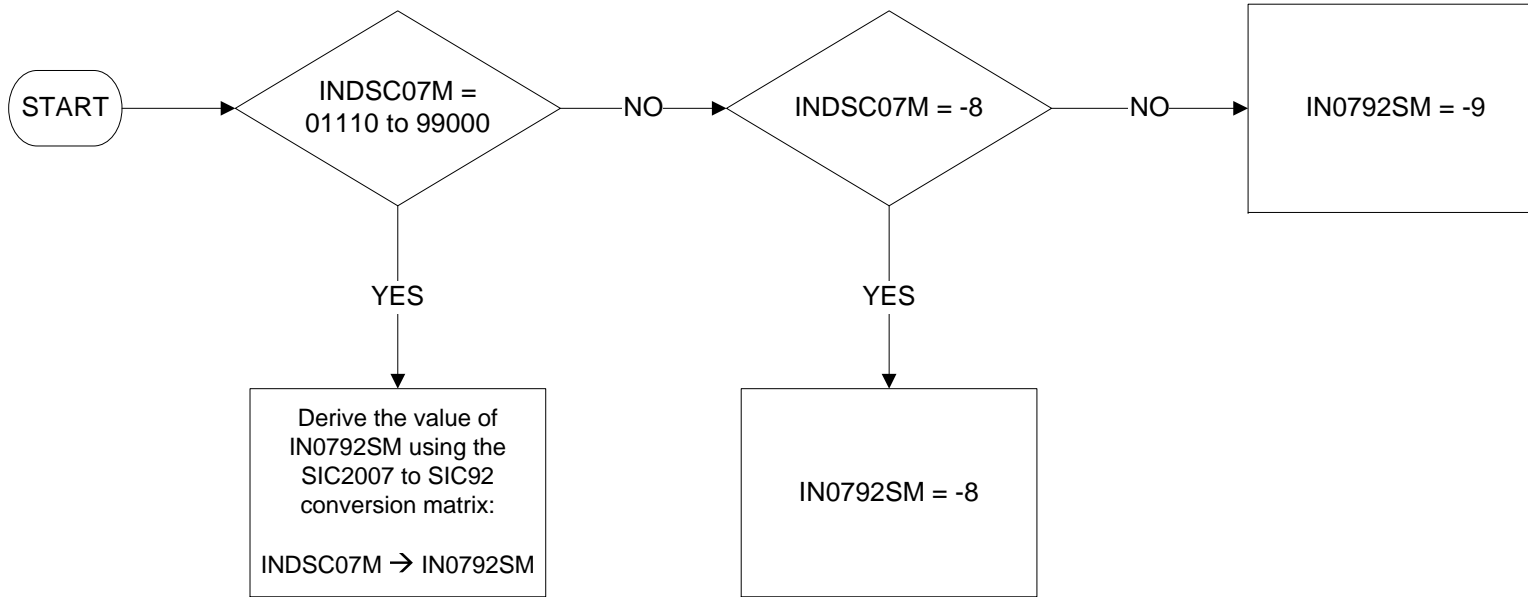 START
INDSC07M =
01110 to 99000
NO
INDSC07M = -8
NO
IN0792SM = -9
YES
YES
Derive the value of
IN0792SM using the
SIC2007 to SIC92
conversion matrix:
INDSC07M → IN0792SM
IN0792SM = -8